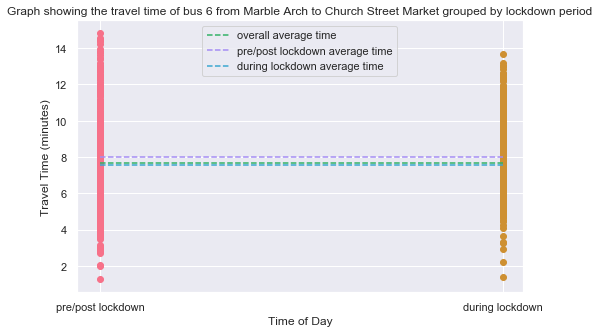 Graph showing the travel time of bus 6 from Marble Arch to Church Street Market grouped by lockdown period
overall average time
pre/post lockdown average time
during lockdown average time
14
12
10
8
6
4
2
Travel Time (minutes)
pre/post lockdown
during lockdown
Time of Day